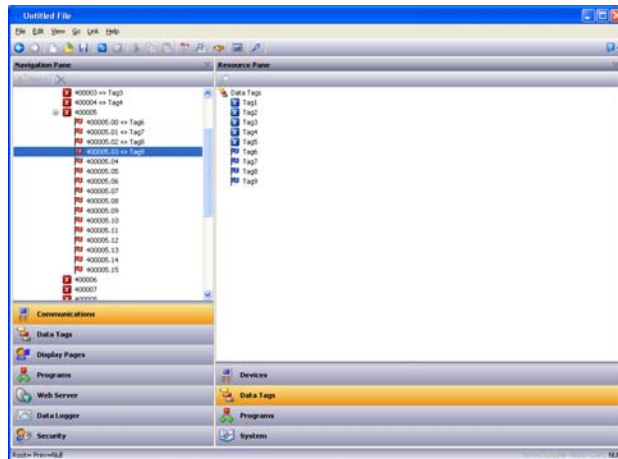 Untitled File
File Edit View Go Link Help
Navigation Pane
400003 <=> Tag3
400004 <=> Tag4
400005
400005.00 <=> Tag6
400005.01 <=> Tag7
400005.02 <=> Tag8
400005.03 <=> Tag9
400005.04
400005.05
400005.06
400005.07
400005.08
400005.09
400005.10
400005.11
400005.12
400005.13
400005.14
400005.15
400006
400007
400008
Communications
Data Tags
Display Pages
Programs
Web Server
Data Logger
Security
Resource Pane
Data Tags
Tag1
Tag2
Tag3
Tag4
Tag5
Tag6
Tag7
Tag8
Tag9
Devices
Data Tags
Programs
System
Root= Prev=Null